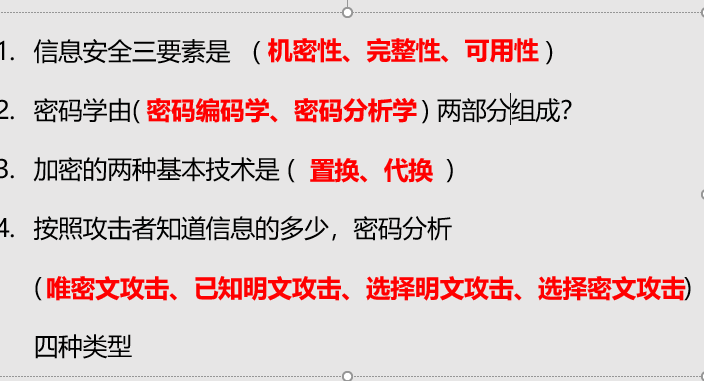 1. 信息安全三要素是 (机密性、完整性、可用性)
2. 密码学由(密码编码学、密码分析学)两部分组成?
3. 加密的两种基本技术是(置换、代换 )
4. 按照攻击者知道信息的多少，密码分析
(唯密文攻击、已知明文攻击、选择明文攻击、选择密文攻击)
四种类型